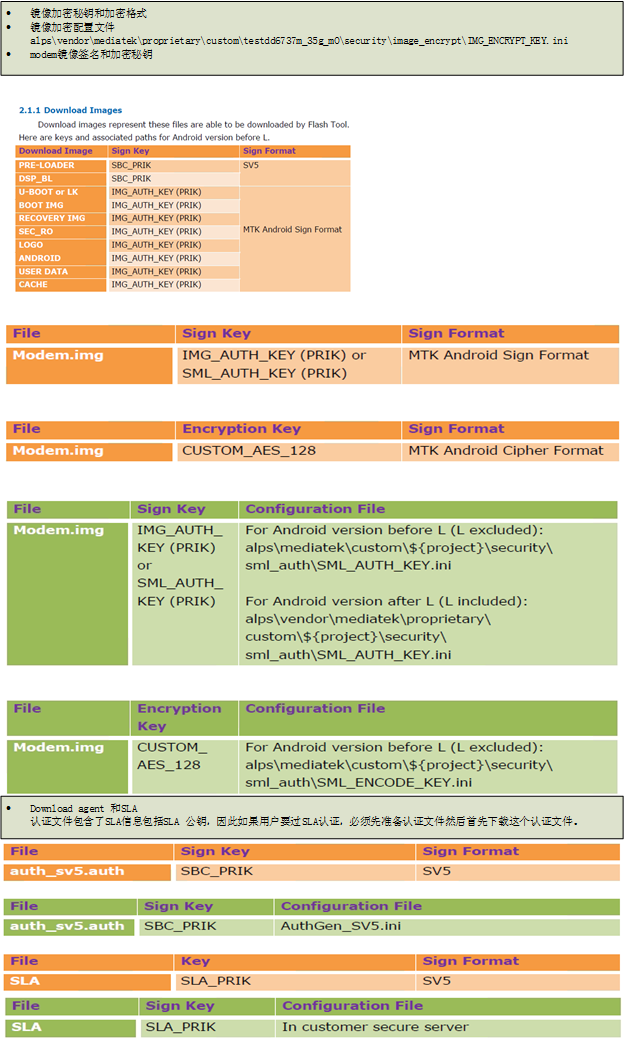 • 镜像加密秘钥和加密格式
• 镜像加密配置文件
alps\vendor\mediatek\proprietary\custom\testdd6737m_35g_m0\security\image_encrypt\IMG_ENCRYPT_KEY.ini
• modem镜像签名和加密秘钥
2.1.1 Download Images
Download images represent these files are able to be downloaded by Flash Tool.
Here are keys and associated paths for Android version before L.
Download Image Sign Key Sign Format
PRE-LOADER SBC_PRIK SV5
DSP_BL SBC_PRIK
U-BOOT or LK IMG_AUTH_KEY (PRIK)
BOOT IMG IMG_AUTH_KEY (PRIK)
RECOVERY IMG IMG_AUTH_KEY (PRIK)
SEC_RO IMG_AUTH_KEY (PRIK) MTK Android Sign Format
LOGO IMG_AUTH_KEY (PRIK)
ANDROID IMG_AUTH_KEY (PRIK)
USER DATA IMG_AUTH_KEY (PRIK)
CACHE IMG_AUTH_KEY (PRIK)
File Sign Key Sign Format
Modem.img IMG_AUTH_KEY (PRIK) or MTK Android Sign Format
SML_AUTH_KEY (PRIK)
File Encryption Key Sign Format
Modem.img CUSTOM_AES_128 MTK Android Cipher Format
File Sign Key Configuration File
Modem.img IMG_AUTH_ For Android version before L (L excluded):
KEY (PRIK) alps\mediatek\custom\${project}\security\
or sml_auth\SML_AUTH_KEY.ini
SML_AUTH_
KEY (PRIK) For Android version after L (L included):
alps\vendor\mediatek\proprietary\
custom\${project}\security\
sml_auth\SML_AUTH_KEY.ini
File Encryption Configuration File
Key
Modem.img CUSTOM_ For Android version before L (L excluded):
AES_128 alps\mediatek\custom\${project}\security\
sml_auth\SML_ENCODE_KEY.ini
• Download agent 和SLA
认证文件包含了SLA信息包括SLA 公钥，因此如果用户要过SLA认证，必须先准备认证文件然后首先下载这个认证文件。
File Sign Key Sign Format
auth_sv5.auth SBC_PRIK SV5
File Sign Key Configuration File
auth_sv5.auth SBC_PRIK AuthGen_SV5.ini
File Key Sign Format
SLA SLA_PRIK SV5
File Sign Key Configuration File
SLA SLA_PRIK In customer secure server